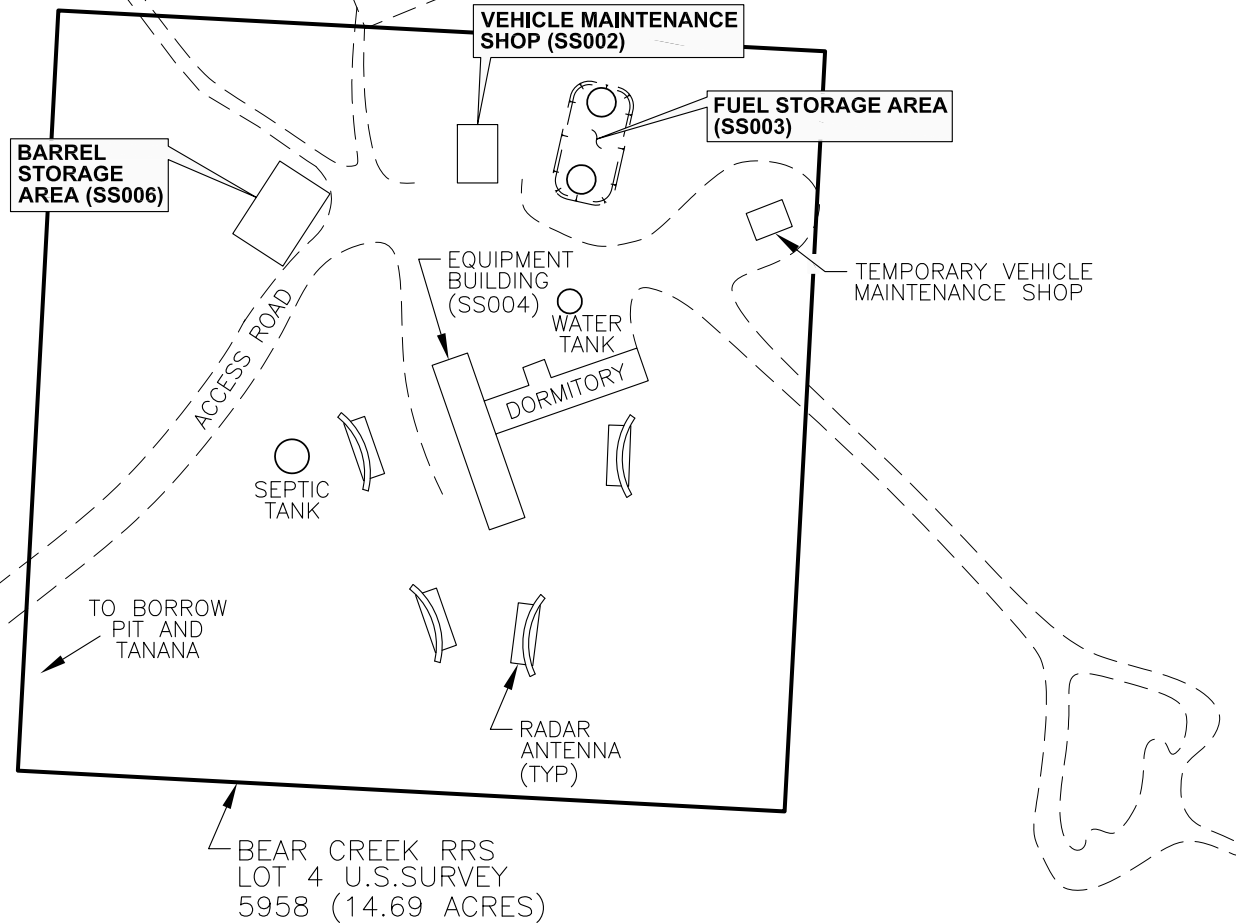 VEHICLE MAINTENANCE
SHOP (SS002)
FUEL STORAGE AREA
(SS003)
BARREL
STORAGE
AREA (SS006)
EQUIPMENT
BUILDING
(SS004)
TEMPORARY VEHICLE
MAINTENANCE SHOP
WATER
TANK
ACCESS ROAD
DORMITORY
SEPTIC
TANK
TO BORROW
PIT AND
TANANA
RADAR
ANTENNA
(TYP)
BEAR CREEK RRS
LOT 4 U.S.SURVEY
5958 (14.69 ACRES)